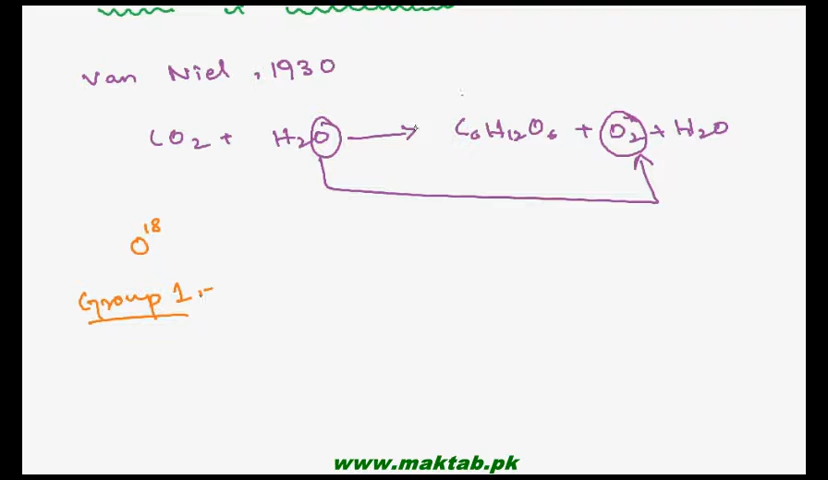 Van Niel, 1930
CO2 + H2O → C6H12O6 + O2 + H2O
O18
Group 1:-
www.maktab.pk